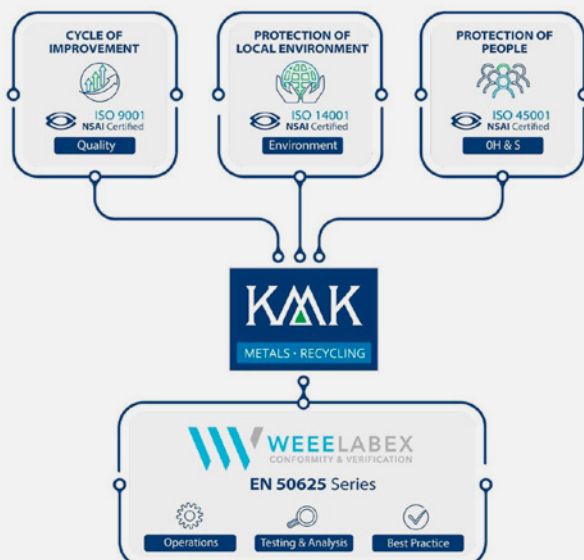 CYCLE OF
IMPROVEMENT
ISO 9001
NSAI Certified
Quality
PROTECTION OF
LOCAL ENVIRONMENT
ISO 14001
NSAI Certified
Environment
PROTECTION OF
PEOPLE
ISO 45001
NSAI Certified
0H & S
KMK
METALS • RECYCLING
WEEELABEX
CONFORMITY & VERIFICATION
EN 50625 Series
Operations
Testing & Analysis
Best Practice